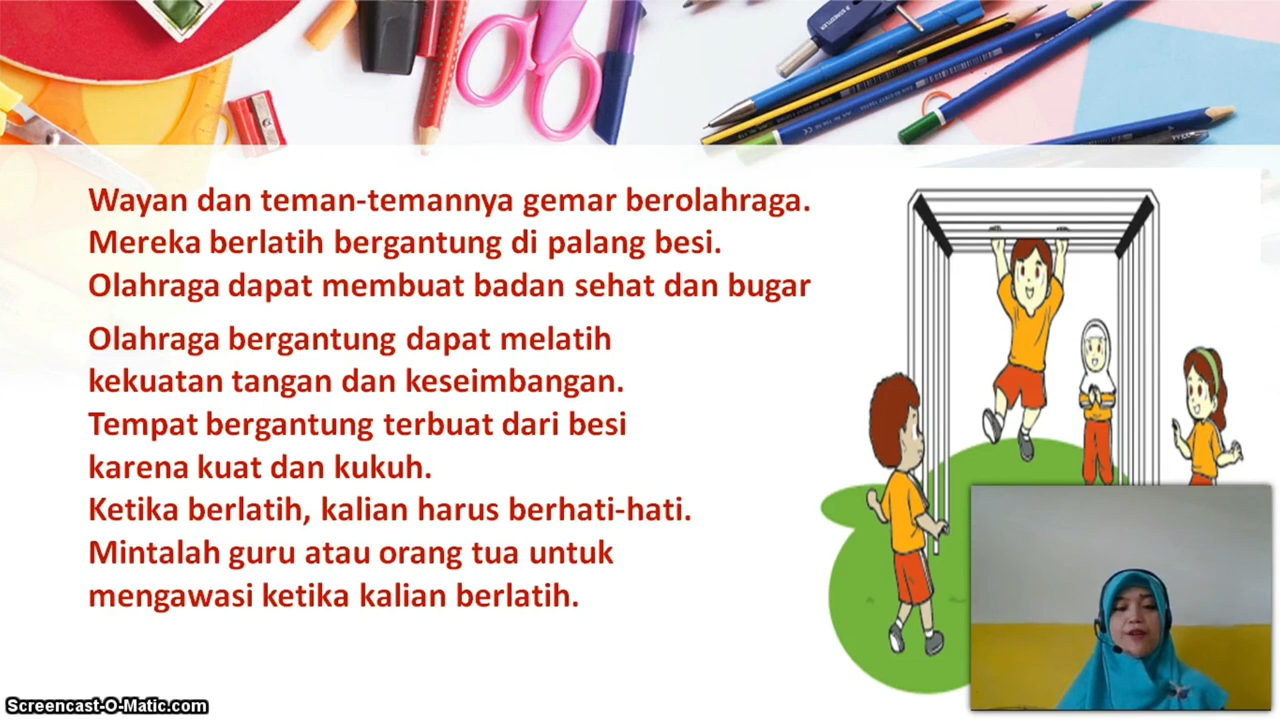 Wayan dan teman-temannya gemar berolahraga.
Mereka berlatih bergantung di palang besi.
Olahraga dapat membuat badan sehat dan bugar
Olahraga bergantung dapat melatih
kekuatan tangan dan keseimbangan.
Tempat bergantung terbuat dari besi
karena kuat dan kukuh.
Ketika berlatih, kalian harus berhati-hati.
Mintalah guru atau orang tua untuk
mengawasi ketika kalian berlatih.
Screencast-O-Matic.com